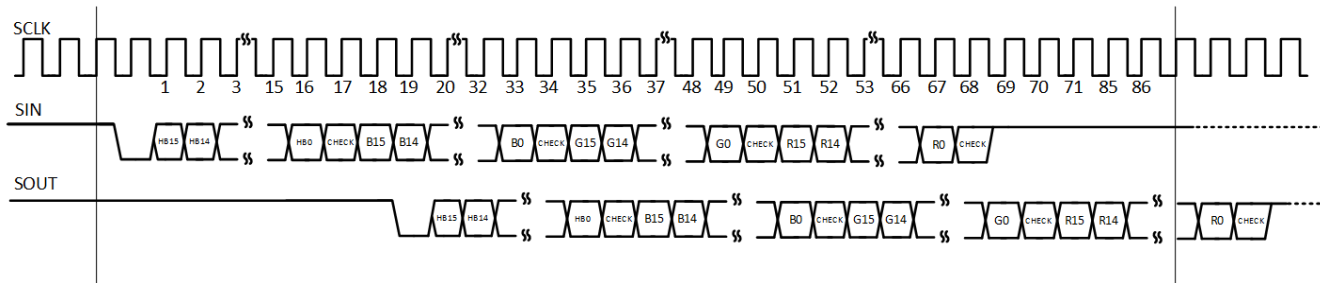 SCLK
1 2 3 15 16 17 18 19 20 32 33 34 35 36 37 48 49 50 51 52 53 66 67 68 69 70 71 85 86
SIN
HB15 HB14 HB0 CHECK B15 B14 B0 CHECK G15 G14 G0 CHECK R15 R14 R0 CHECK
SOUT
HB15 HB14 HB0 CHECK B15 B14 B0 CHECK G15 G14 G0 CHECK R15 R14 R0 CHECK